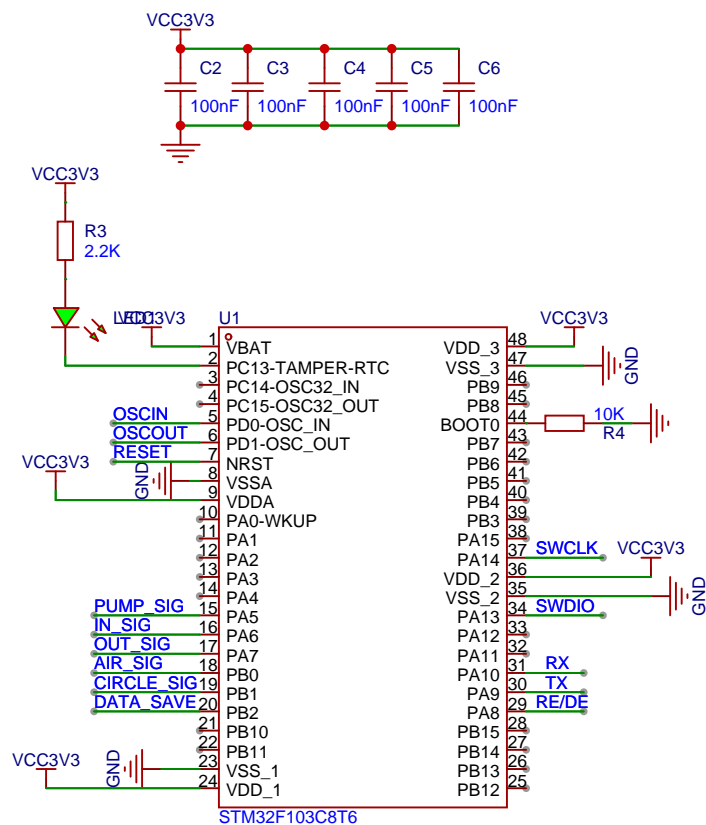 VCC3V3
C2 C3 C4 C5 C6
100nF 100nF 100nF 100nF 100nF
VCC3V3
R3
2.2K
LED1 VCC3V3
U1
VCC3V3
1 VBAT VDD_3 48
2 PC13-TAMPER-RTC VSS_3 47 GND
3 PC14-OSC32_IN PB9 46
4 PC15-OSC32_OUT PB8 45
OSCIN 5 PD0-OSC_IN BOOT0 44 10K R4 GND
OSCOUT 6 PD1-OSC_OUT PB7 43
RESET 7 NRST PB6 42
GND 8 VSSA PB5 41
VCC3V3 9 VDDA PB4 40
10 PA0-WKUP PB3 39
11 PA1 PA15 38
12 PA2 PA14 37 SWCLK
13 PA3 VDD_2 36 VCC3V3
14 PA4 VSS_2 35 GND
PUMP_SIG 15 PA5 PA13 34 SWDIO
IN_SIG 16 PA6 PA12 33
OUT_SIG 17 PA7 PA11 32
AIR_SIG 18 PB0 PA10 31 RX
CIRCLE_SIG 19 PB1 PA9 30 TX
DATA_SAVE 20 PB2 PA8 29 RE/DE
21 PB10 PB15 28
22 PB11 PB14 27
GND 23 VSS_1 PB13 26
VCC3V3 24 VDD_1 PB12 25
STM32F103C8T6